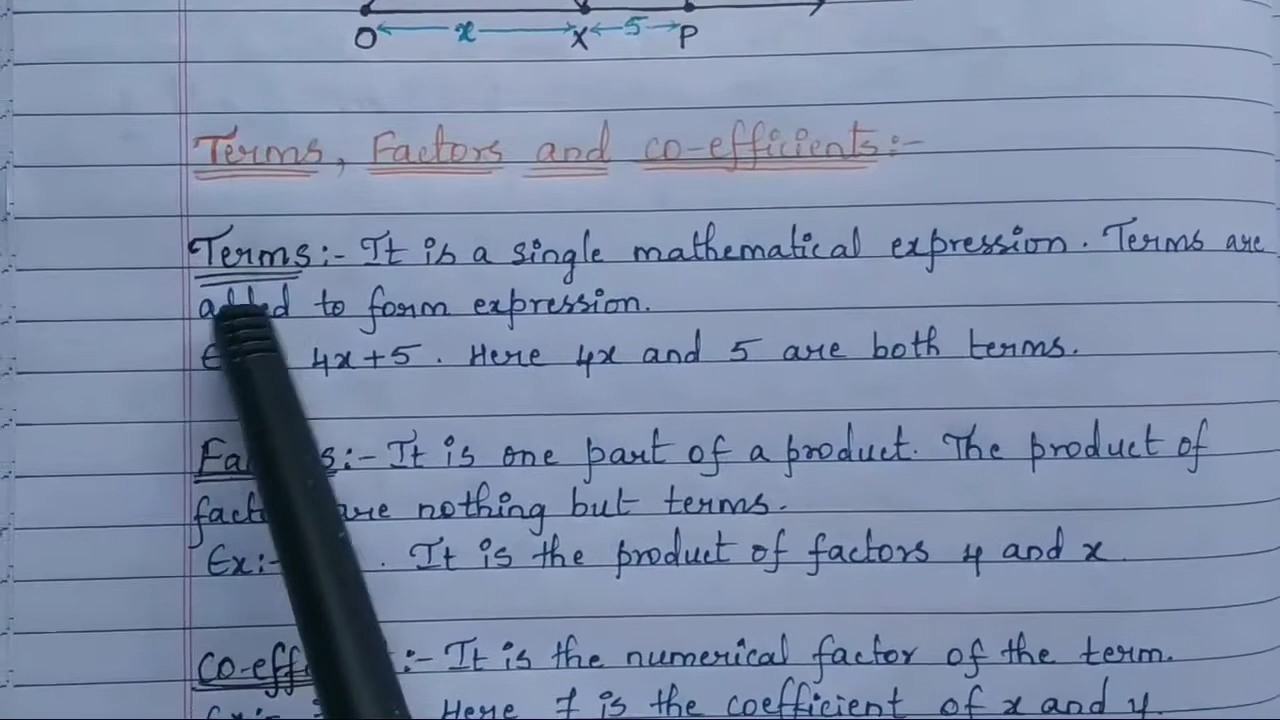 O x X 5 P
Terms, Factors and co-efficients:-
Terms:- It is a single mathematical expression. Terms are
added to form expression.
4x+5. Here 4x and 5 are both terms.
It is one part of a product. The product of
are nothing but terms.
Ex:- . It is the product of factors 4 and x
:- It is the numerical factor of the term.
Ex:- Here 7 is the coefficient of x and y.